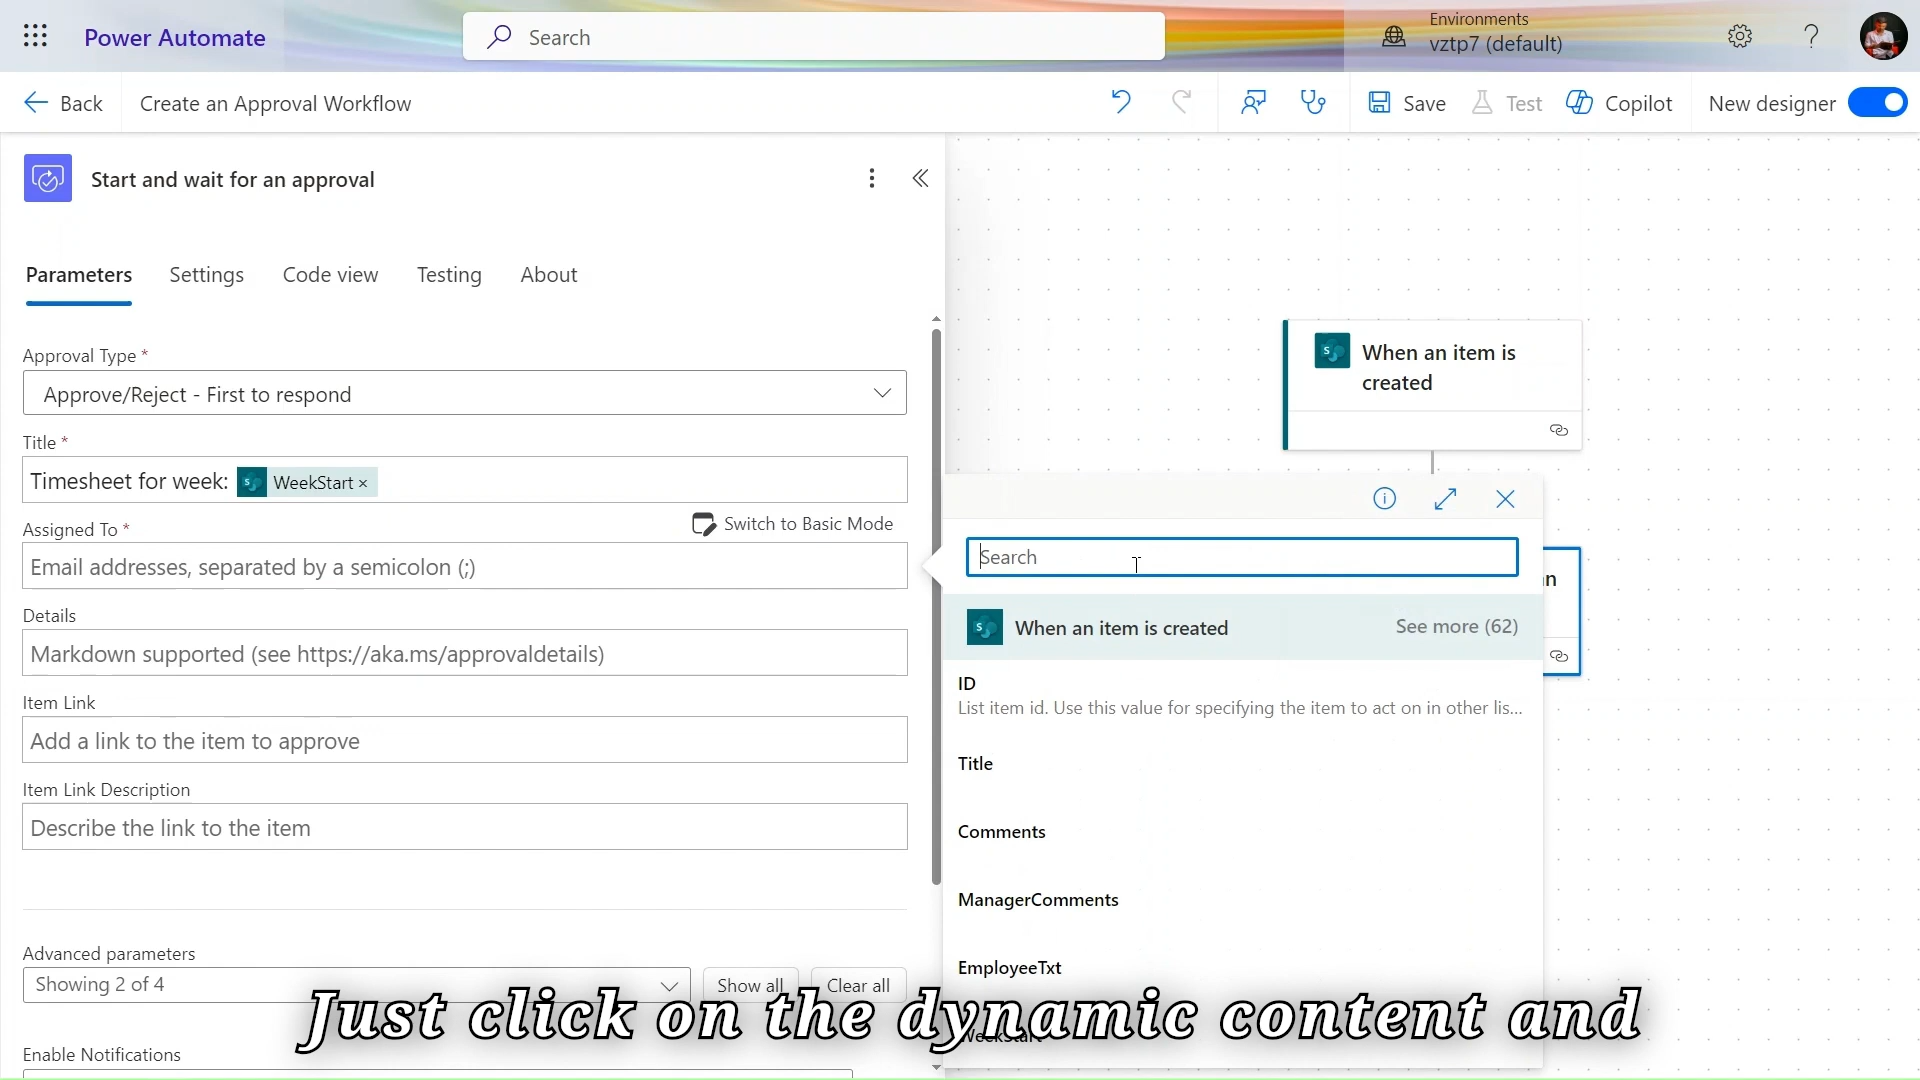 Power Automate
Search
Environments
vztp7 (default)
Back
Create an Approval Workflow
Save
Test
Copilot
New designer
Start and wait for an approval
Parameters
Settings
Code view
Testing
About
Approval Type *
Approve/Reject - First to respond
Title *
Timesheet for week: WeekStart ×
Assigned To *
Switch to Basic Mode
Email addresses, separated by a semicolon (;)
Details
Markdown supported (see https://aka.ms/approvaldetails)
Item Link
Add a link to the item to approve
Item Link Description
Describe the link to the item
Advanced parameters
Showing 2 of 4
Show all
Clear all
Enable Notifications
When an item is
created
n
Search
When an item is created
See more (62)
ID
List item id. Use this value for specifying the item to act on in other lis...
Title
Comments
ManagerComments
EmployeeTxt
WeekStart
Just click on the dynamic content and